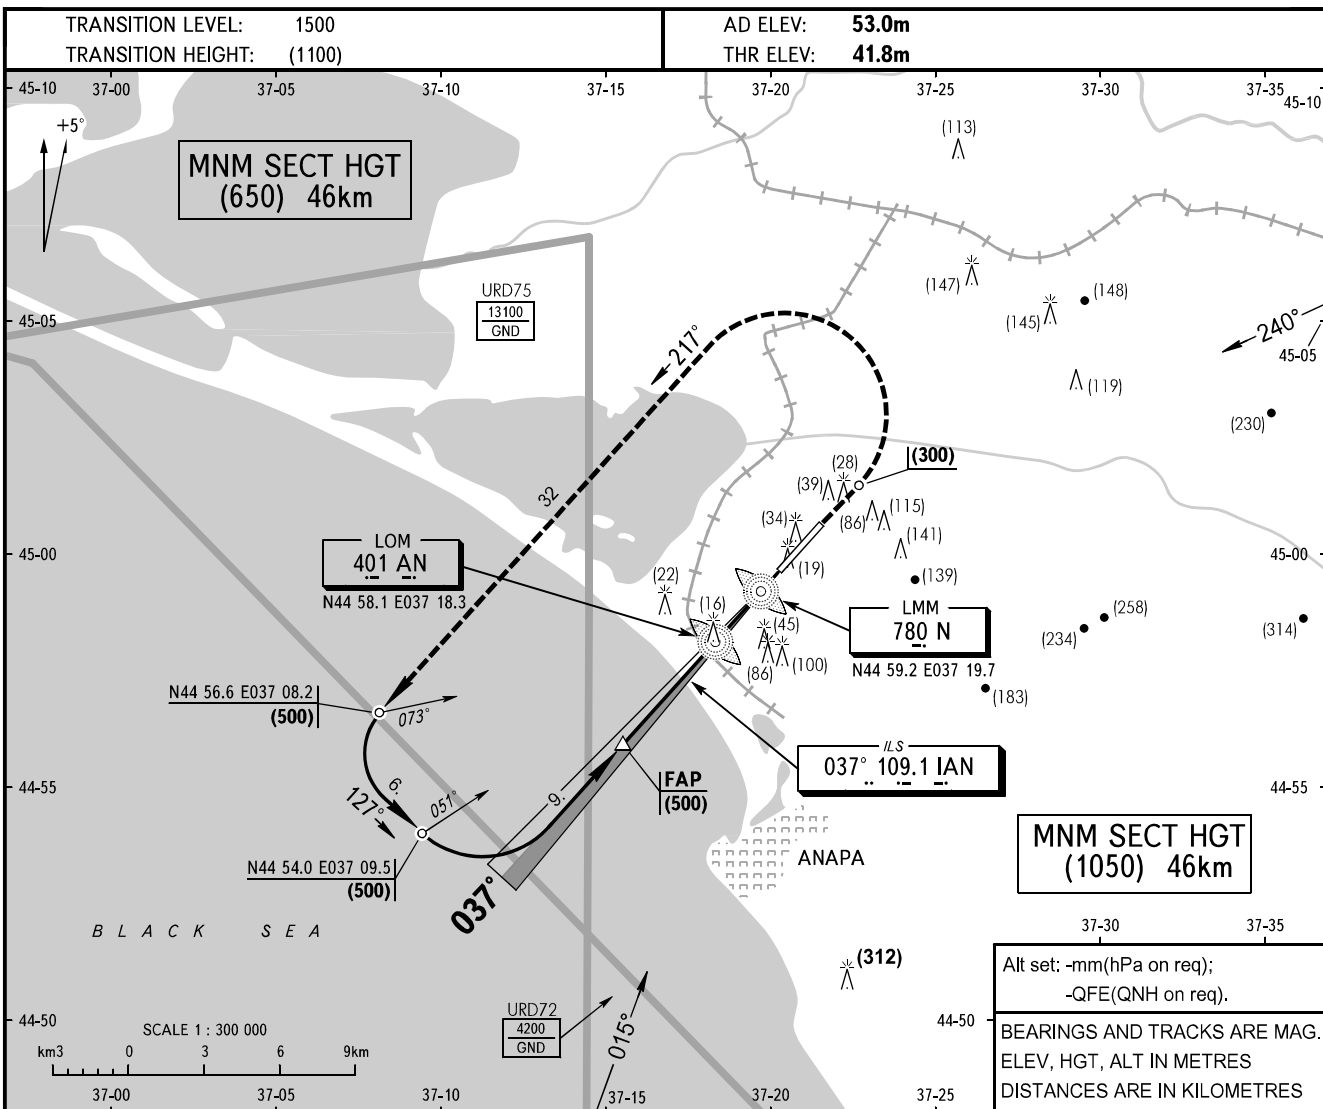 TRANSITION LEVEL: 1500
TRANSITION HEIGHT: (1100)
AD ELEV: 53.0m
THR ELEV: 41.8m
45-10 37-00 37-05 37-10 37-15 37-20 37-25 37-30 37-35
45-10
+5°
(113)
MNM SECT HGT
(650) 46km
(147)
(148)
(145)
URD75
13100
GND
45-05
240°
45-05
217°
(119)
(230)
(300)
(28)
(39)
(115)
(86)
(34)
(141)
(19)
32
LOM
401 AN
N44 58.1 E037 18.3
45-00
45-00
(22)
(16)
(139)
LMM
780 N
N44 59.2 E037 19.7
(45)
(86)
(100)
(258)
(234)
(314)
(183)
N44 56.6 E037 08.2
(500)
073°
ILS
037° 109.1 IAN
FAP
(500)
44-55
44-55
6.
9.
127°
051°
N44 54.0 E037 09.5
(500)
037°
ANAPA
MNM SECT HGT
(1050) 46km
BLACK SEA
37-30 37-35
(312)
Alt set: -mm(hPa on req);
-QFE(QNH on req).
URD72
4200
GND
015°
44-50
44-50
SCALE 1 : 300 000
km3 0 3 6 9km
BEARINGS AND TRACKS ARE MAG.
ELEV, HGT, ALT IN METRES
DISTANCES ARE IN KILOMETRES
37-00 37-05 37-10 37-15 37-20 37-25